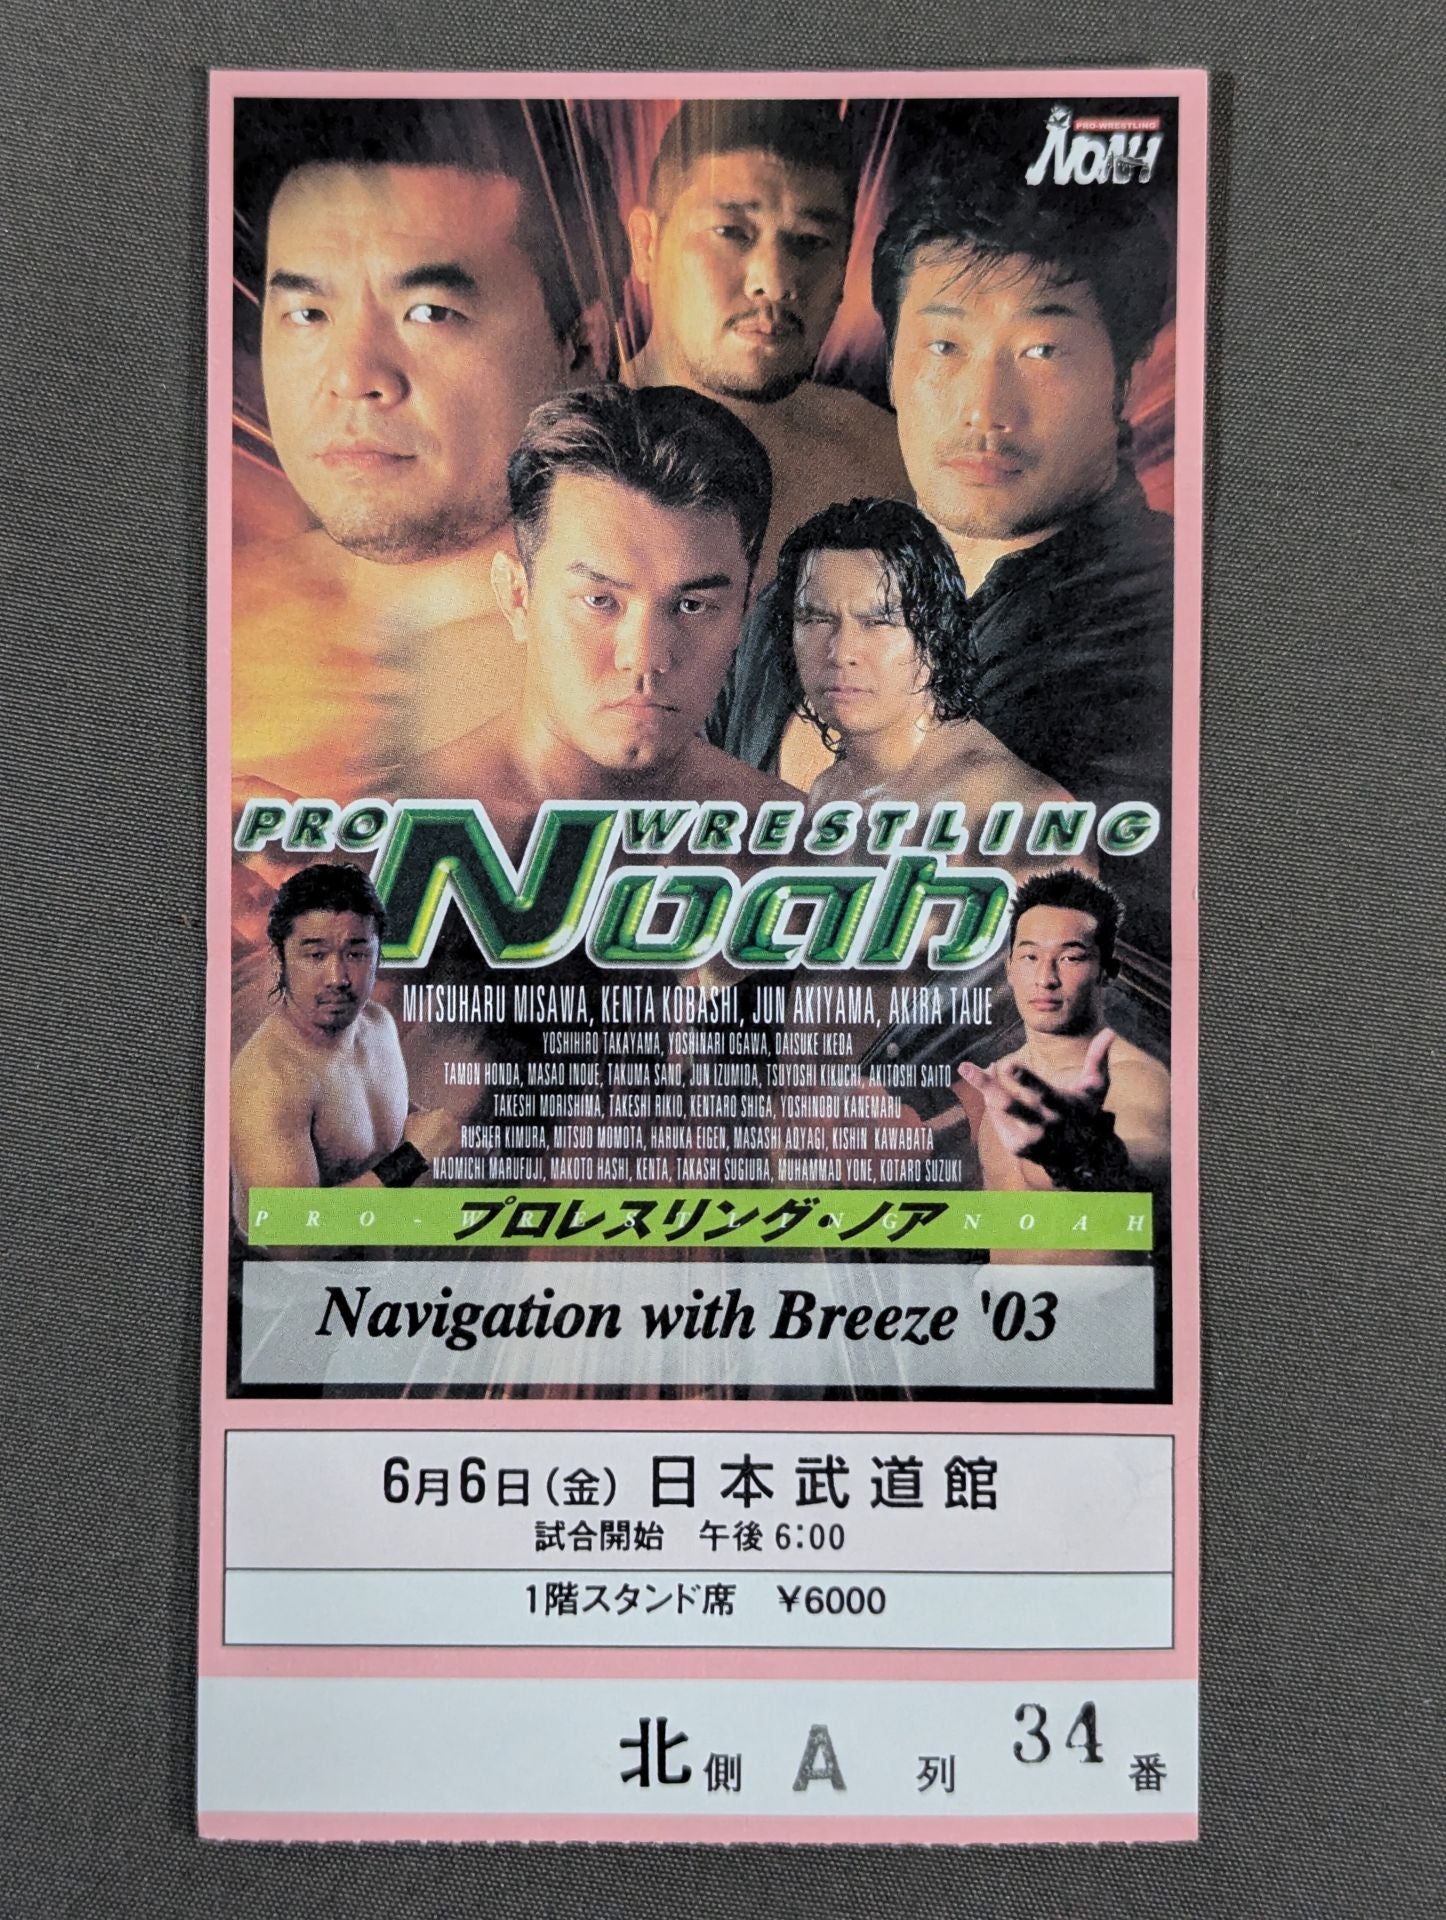 PRO-WRESTLING
NOAH
PRO WRESTLING
Noah
MITSUHARU MISAWA, KENTA KOBASHI, JUN AKIYAMA, AKIRA TAUE
YOSHIHIRO TAKAYAMA, YOSHINARI OGAWA, DAISUKE IKEDA
TAMON HONDA, MASAO INOUE, TAKUMA SANO, JUN IZUMIDA, TSUYOSHI KIKUCHI, AKITOSHI SAITO
TAKESHI MORISHIMA, TAKESHI RIKIO, KENTARO SHIGA, YOSHINOBU KANEMARU
RUSHER KIMURA, MITSUO MOMOTA, HARUKA EIGEN, MASASHI AOYAGI, KISHIN KAWABATA
NAOMICHI MARUFUJI, MAKOTO HASHI, KENTA, TAKASHI SUGIURA, MUHAMMAD YONE, KOTARO SUZUKI
PRO-WRESTLING NOAH
プロレスリング・ノア
Navigation with Breeze '03
6月6日(金) 日本武道館
試合開始 午後6:00
1階スタンド席 ¥6000
北側 A 列 34 番